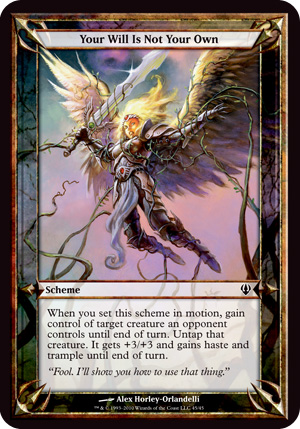 Your Will Is Not Your Own
Scheme
When you set this scheme in motion, gain
control of target creature an opponent
controls until end of turn. Untap that
creature. It gets +3/+3 and gains haste and
trample until end of turn.
“Fool. I’ll show you how to use that thing.”
Alex Horley-Orlandelli
™ & © 1993–2010 Wizards of the Coast LLC 45/45